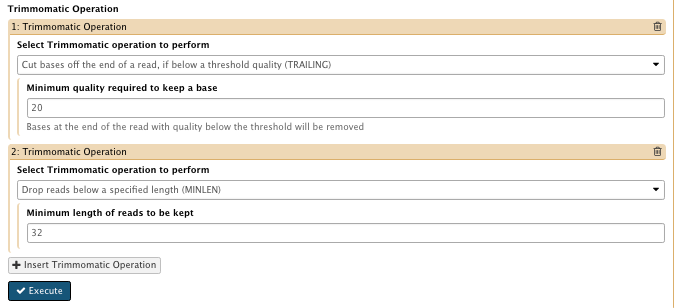 Trimmomatic Operation
1: Trimmomatic Operation
Select Trimmomatic operation to perform
Cut bases off the end of a read, if below a threshold quality (TRAILING)
Minimum quality required to keep a base
20
Bases at the end of the read with quality below the threshold will be removed
2: Trimmomatic Operation
Select Trimmomatic operation to perform
Drop reads below a specified length (MINLEN)
Minimum length of reads to be kept
32
Insert Trimmomatic Operation
Execute